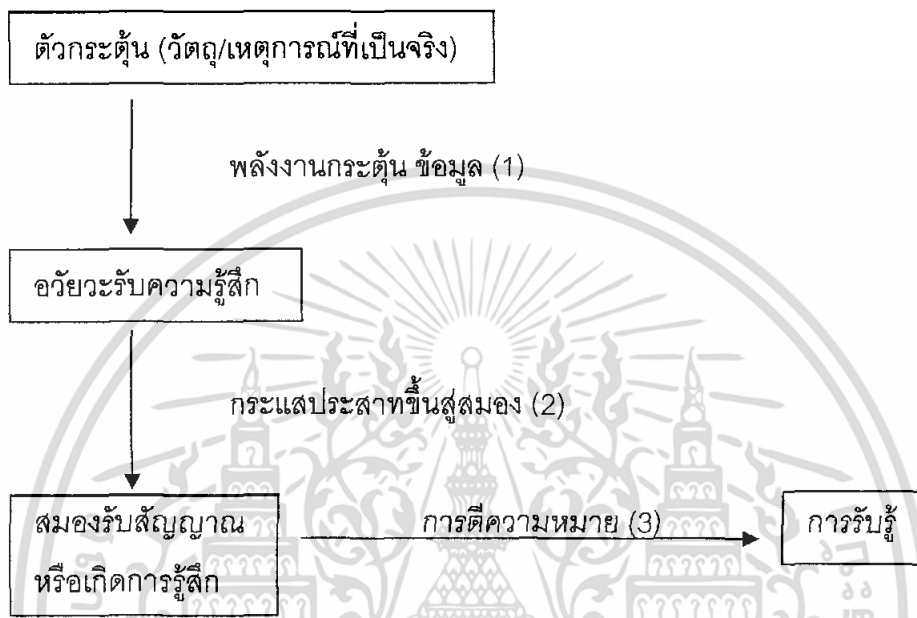 ตัวกระตุ้น (วัตถุ/เหตุการณ์ที่เป็นจริง)
พลังงานกระตุ้น ข้อมูล (1)
อวัยวะรับความรู้สึก
กระแสประสาทขึ้นสู่สมอง (2)
สมองรับสัญญาณ
หรือเกิดการรู้สึก
การตีความหมาย (3)
การรับรู้